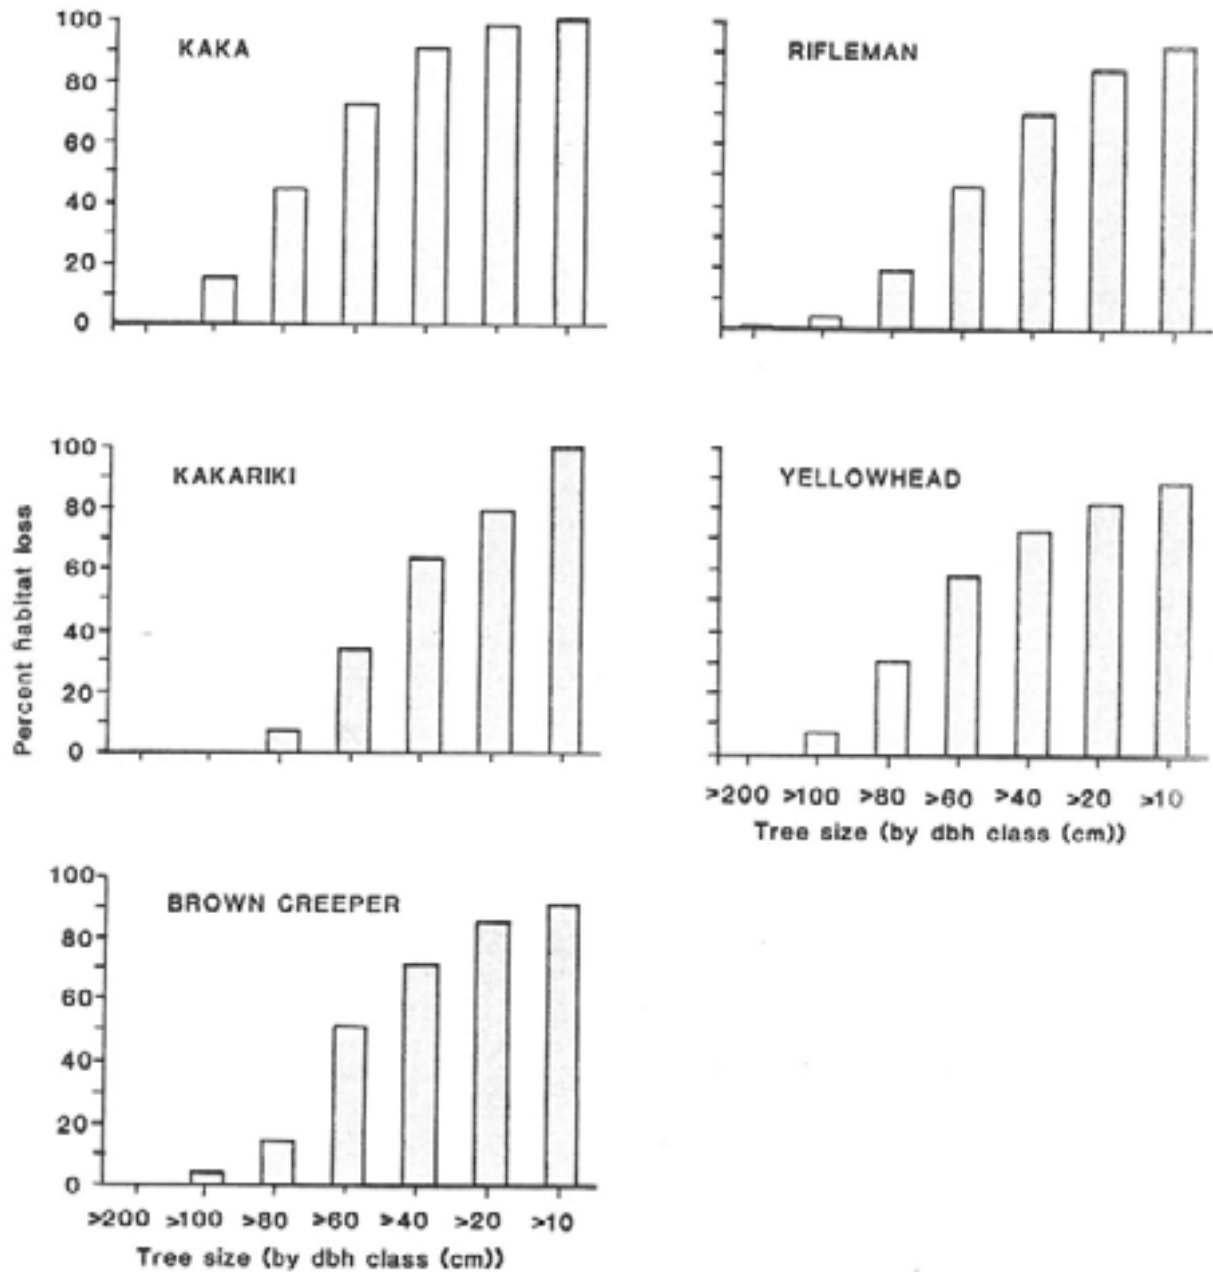 KAKA
100
80
60
40
20
0
RIFLEMAN
KAKARIKI
100
80
60
40
20
0
Percent habitat loss
YELLOWHEAD
>200 >100 >80 >60 >40 >20 >10
Tree size (by dbh class (cm))
BROWN CREEPER
100
80
60
40
20
0
>200 >100 >80 >60 >40 >20 >10
Tree size (by dbh class (cm))